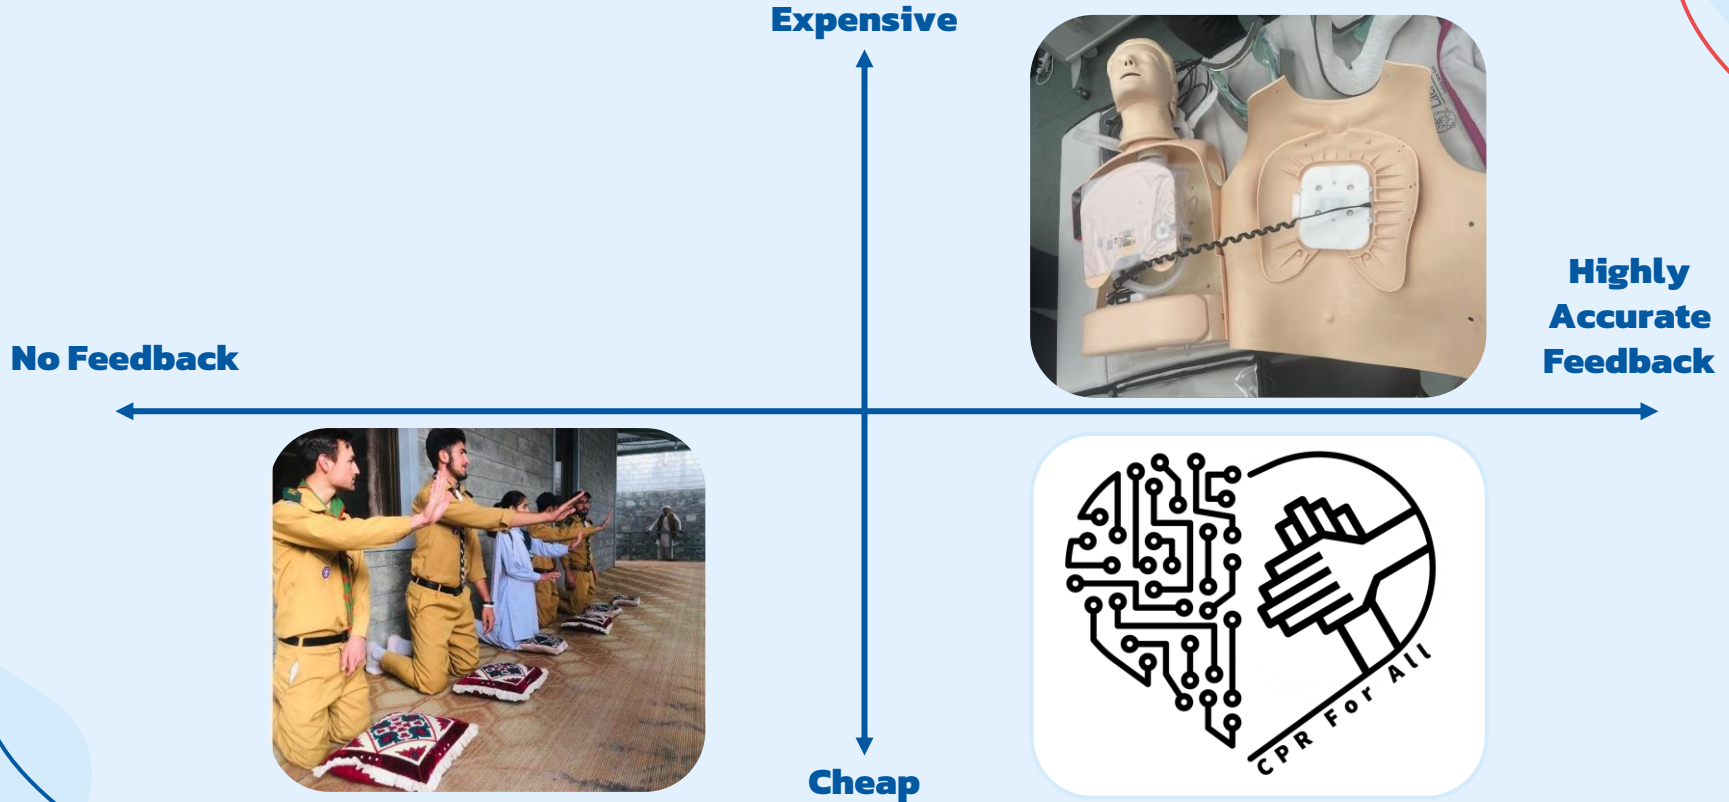 Expensive
Highly
Accurate
Feedback
No Feedback
CPR For All
Cheap